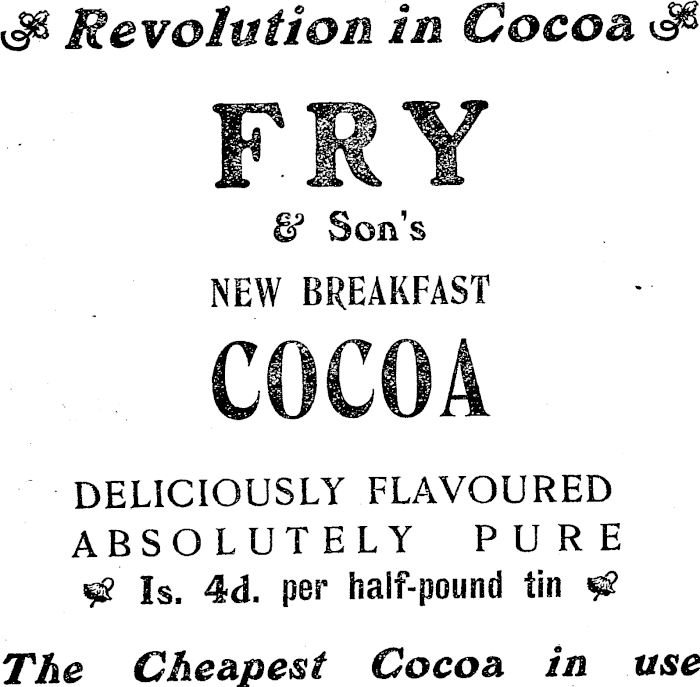 Revolution in Cocoa
FRY
& Son's
NEW BREAKFAST
COCOA
DELICIOUSLY FLAVOURED
ABSOLUTELY PURE
Is. 4d. per half-pound tin
The Cheapest Cocoa in use